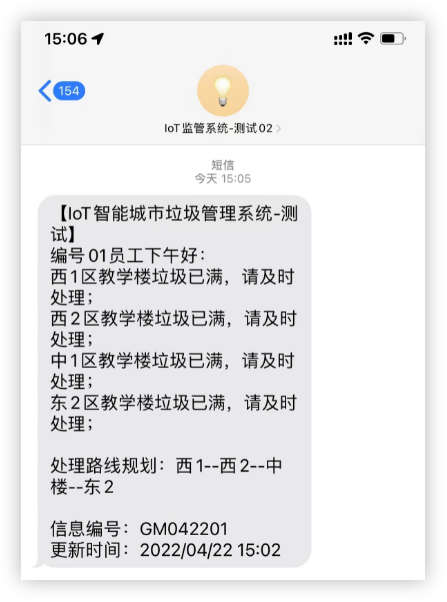 15:06
154
IoT监管系统-测试02
短信
今天 15:05
【IoT智能城市垃圾管理系统-测
试】
编号01员工下午好：
西1区教学楼垃圾已满，请及时
处理；
西2区教学楼垃圾已满，请及时
处理；
中1区教学楼垃圾已满，请及时
处理；
东2区教学楼垃圾已满，请及时
处理；
处理路线规划：西1--西2--中
楼--东2
信息编号：GM042201
更新时间：2022/04/22 15:02